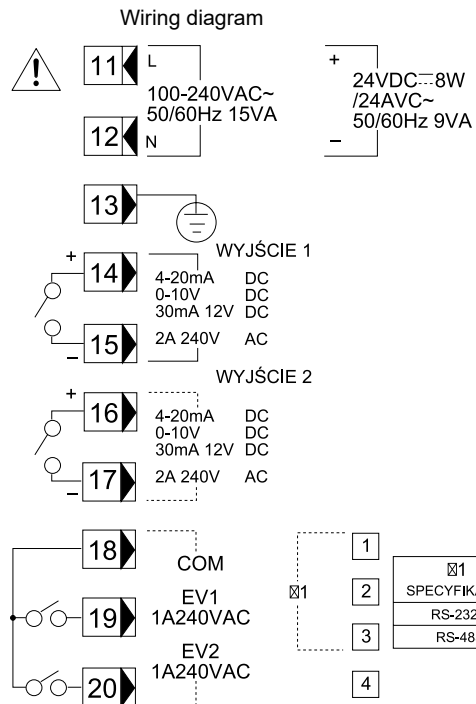 Wiring diagram
11 L
100-240VAC~
50/60Hz 15VA
12 N
+
24VDC 8W
/24AVC~
50/60Hz 9VA
−
13
WYJŚCIE 1
+ 14
4-20mA DC
0-10V DC
30mA 12V DC
− 15
2A 240V AC
WYJŚCIE 2
+ 16
4-20mA DC
0-10V DC
30mA 12V DC
− 17
2A 240V AC
18
COM
19
EV1
1A240VAC
20
EV2
1A240VAC
1
1
2
3
4
1
RS-232